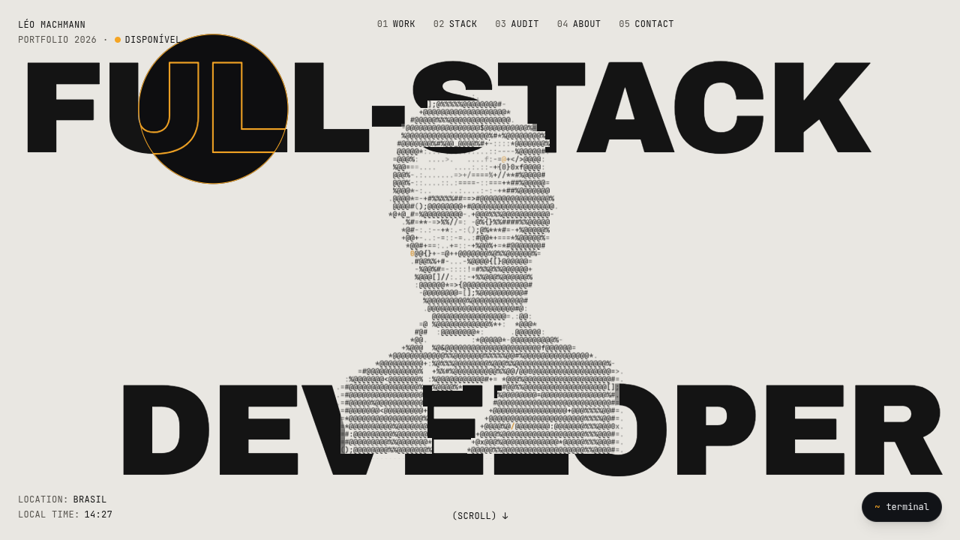 LÉO MACHMANN
PORTFOLIO 2026 · DISPONÍVEL
01 WORK 02 STACK 03 AUDIT 04 ABOUT 05 CONTACT
FULL-STACK
DEVELOPER
LOCATION: BRASIL
LOCAL TIME: 14:27
(SCROLL) ↓
~ terminal